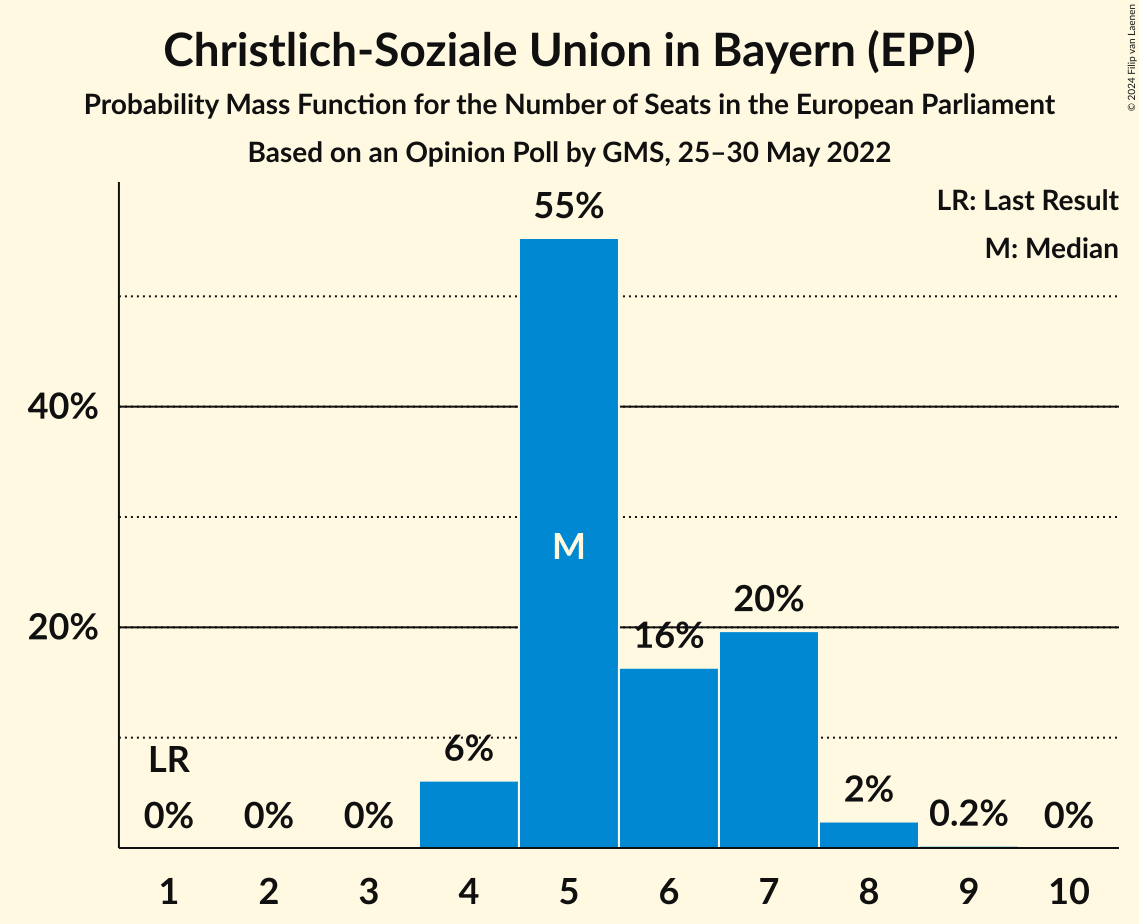 Christlich-Soziale Union in Bayern (EPP)
Probability Mass Function for the Number of Seats in the European Parliament
Based on an Opinion Poll by GMS, 25–30 May 2022
© 2024 Filip van Laenen
LR: Last Result
M: Median
55%
40%
M
20%
20%
16%
6%
LR
0%
0%
0%
2%
0.2%
0%
1 2 3 4 5 6 7 8 9 10